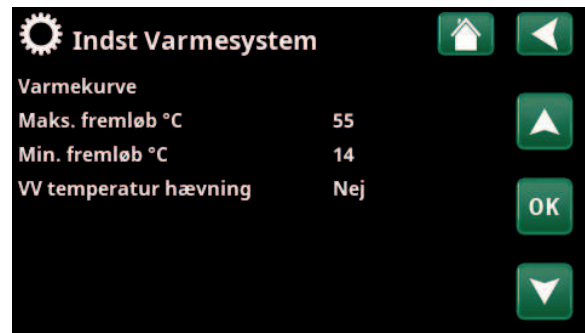 Indst Varmesystem
Varmekurve
Maks. fremløb °C 55
Min. fremløb °C 14
VV temperatur hævning Nej
OK